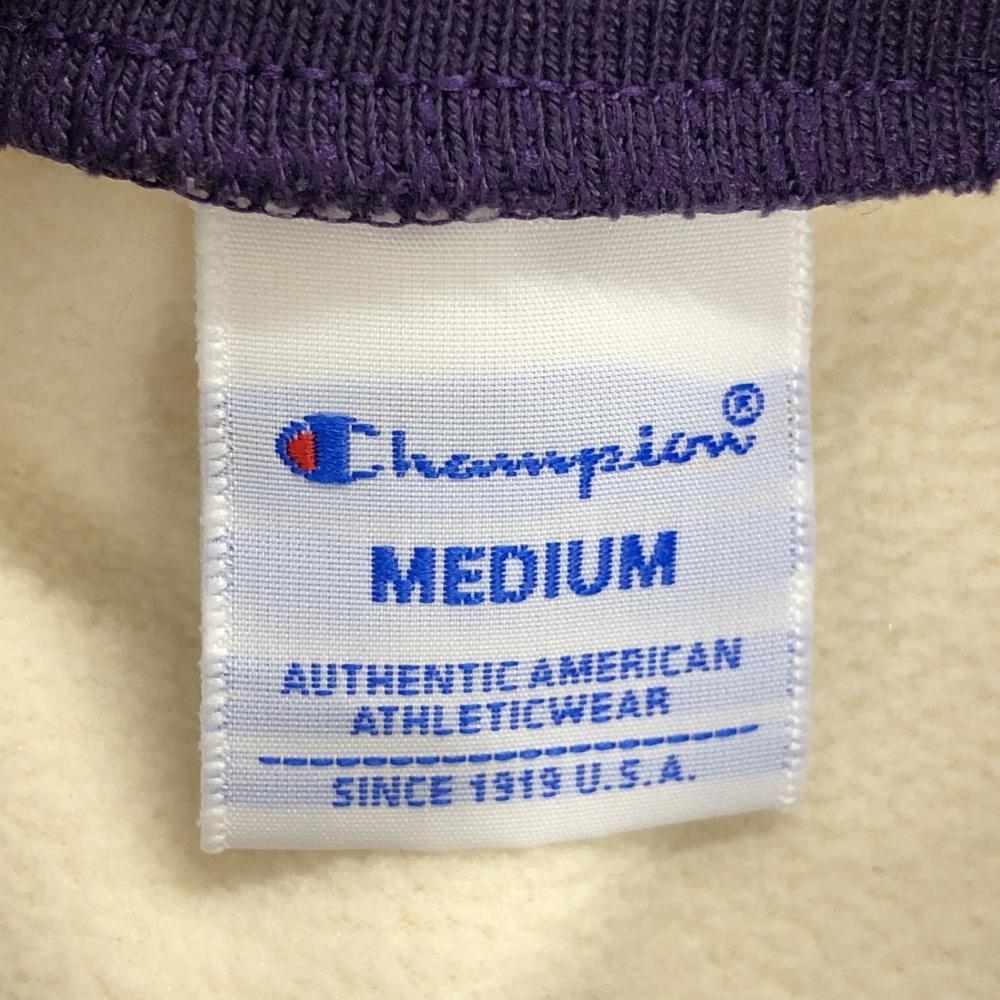 Champion®
MEDIUM
AUTHENTIC AMERICAN
ATHLETICWEAR
SINCE 1919 U.S.A.